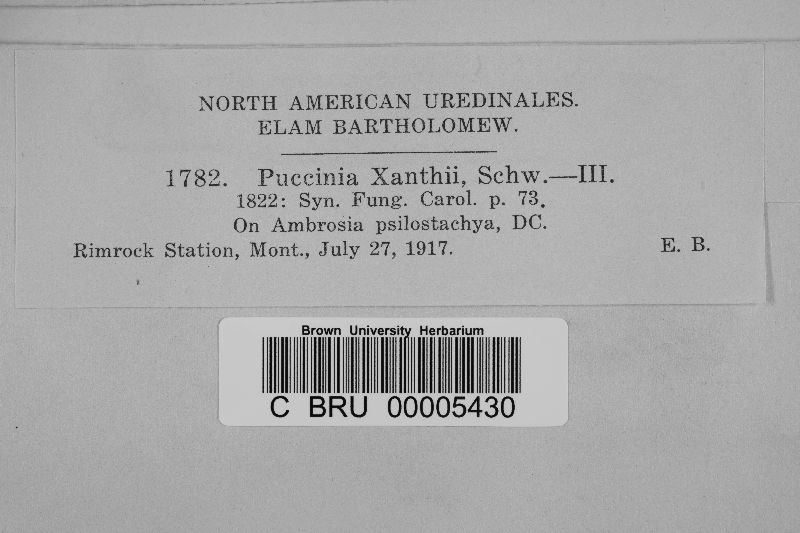 NORTH AMERICAN UREDINALES.
ELAM BARTHOLOMEW.
1782. Puccinia Xanthii, Schw.—III.
1822: Syn. Fung. Carol. p. 73.
On Ambrosia psilostachya, DC.
Rimrock Station, Mont., July 27, 1917. E. B.
Brown University Herbarium
C BRU 00005430